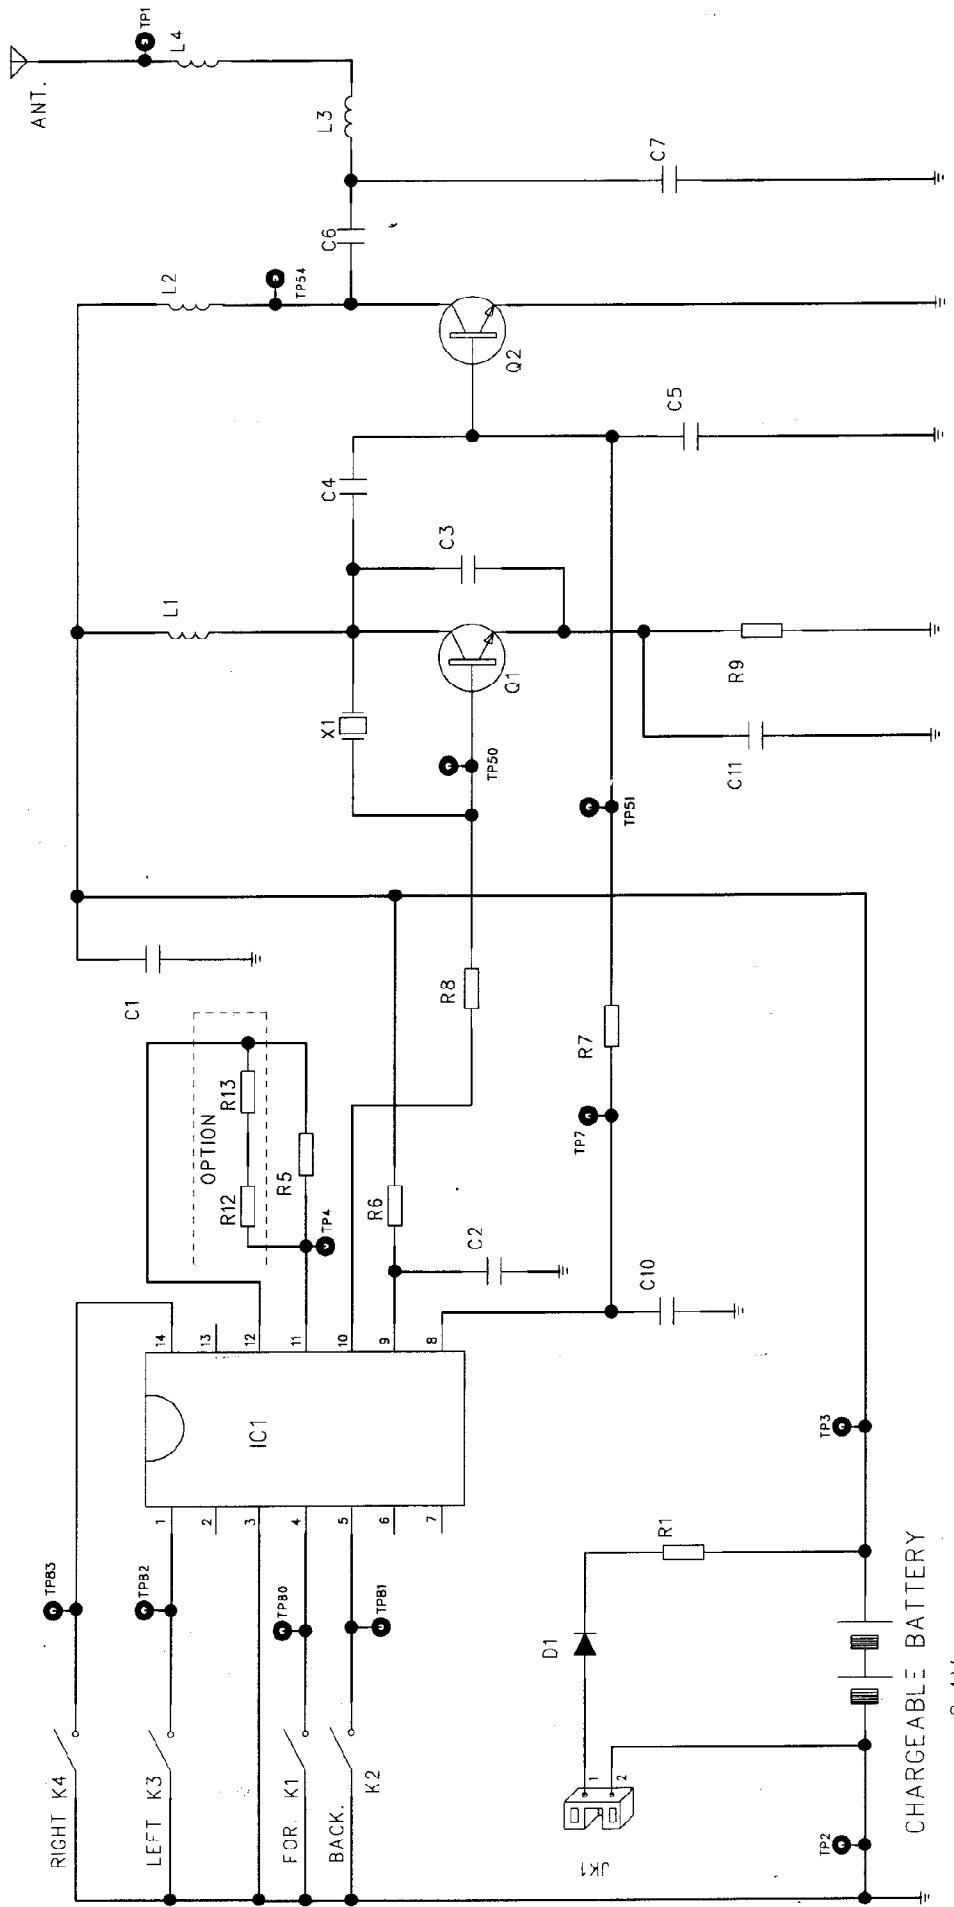 RIGHT K4
LEFT K3
FOR. K1
BACK. K2
TPB3
TPB2
TPB0
TPB1
IC1
1
2
3
4
5
6
7
14
13
12
11
10
9
8
OPTION
R12
R13
R5
TP4
C1
R6
C2
R8
C10
TP7
R7
TP51
X1
TP50
L1
Q1
C3
C4
C11
R9
C5
L2
TP54
Q2
C6
L3
L4
TP1
ANT.
C7
JK1
1
2
D1
R1
TP2
TP3
CHARGEABLE BATTERY